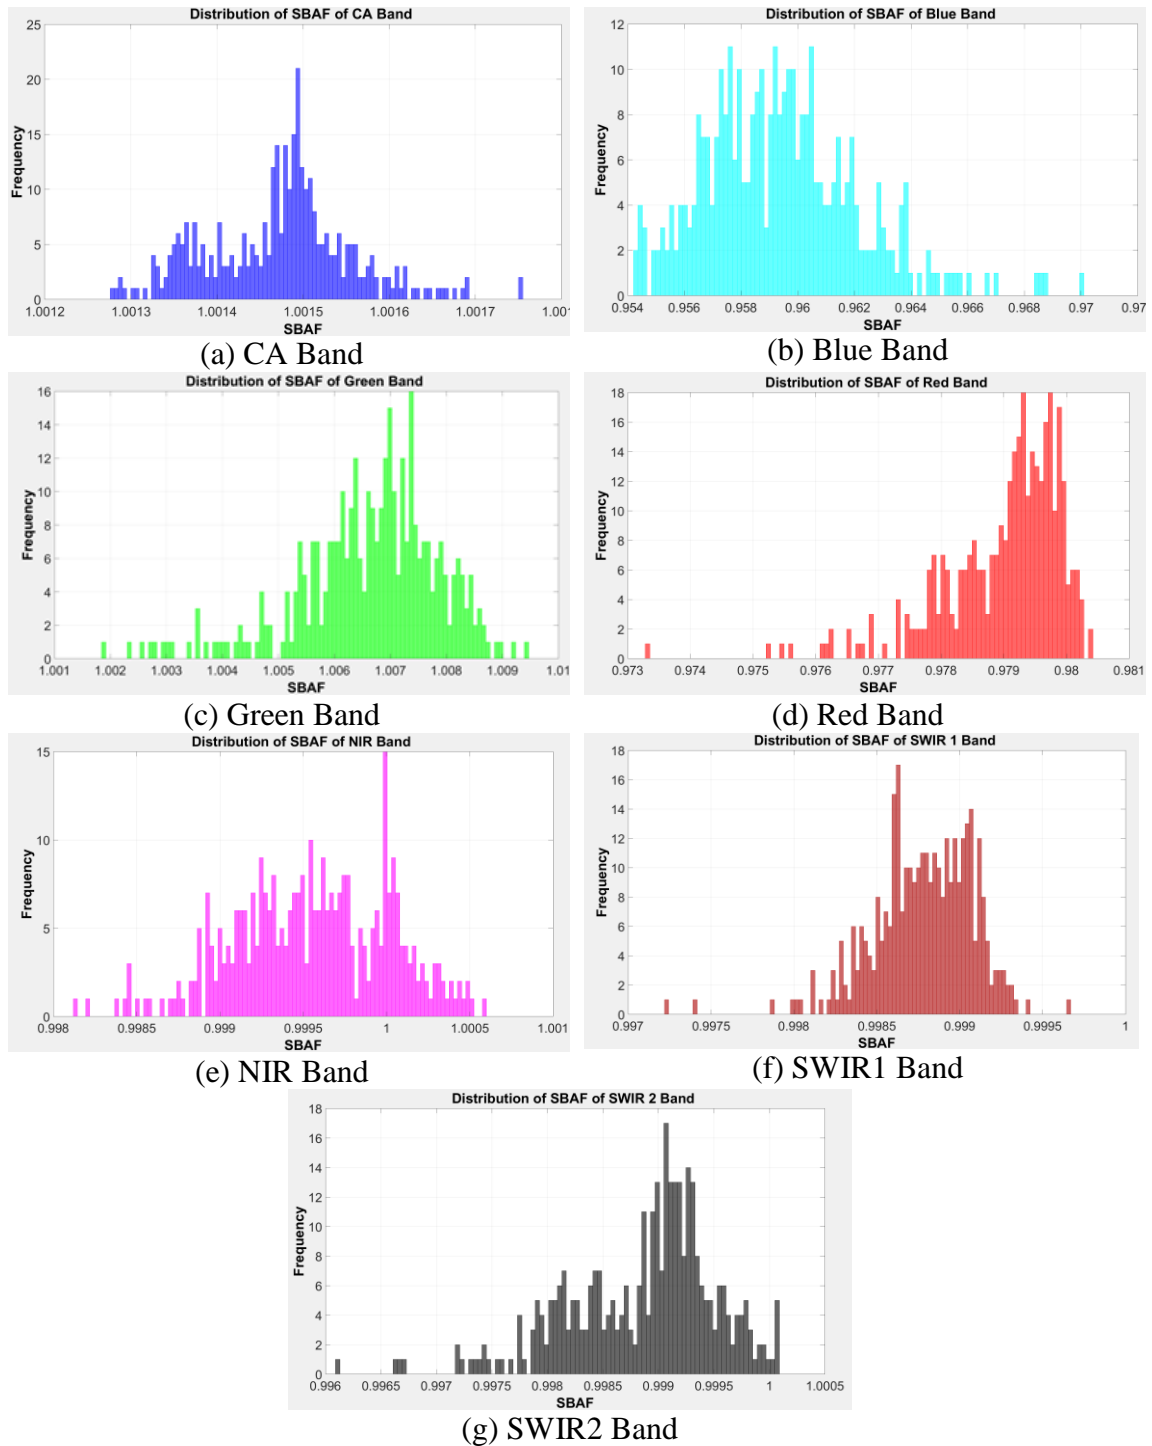 Distribution of SBAF of CA Band
Frequency
25
20
15
10
5
0
1.0012 1.0013 1.0014 1.0015 1.0016 1.0017 1.001
SBAF
(a) CA Band
Distribution of SBAF of Blue Band
Frequency
12
10
8
6
4
2
0
0.954 0.956 0.958 0.96 0.962 0.964 0.966 0.968 0.97 0.97
SBAF
(b) Blue Band
Distribution of SBAF of Green Band
Frequency
16
14
12
10
8
6
4
2
0
1.001 1.002 1.003 1.004 1.005 1.006 1.007 1.008 1.009 1.01
SBAF
(c) Green Band
Distribution of SBAF of Red Band
Frequency
18
16
14
12
10
8
6
4
2
0
0.973 0.974 0.975 0.976 0.977 0.978 0.979 0.98 0.981
SBAF
(d) Red Band
Distribution of SBAF of NIR Band
Frequency
15
10
5
0
0.998 0.9985 0.999 0.9995 1 1.0005 1.001
SBAF
(e) NIR Band
Distribution of SBAF of SWIR 1 Band
Frequency
18
16
14
12
10
8
6
4
2
0
0.997 0.9975 0.998 0.9985 0.999 0.9995 1
SBAF
(f) SWIR1 Band
Distribution of SBAF of SWIR 2 Band
Frequency
18
16
14
12
10
8
6
4
2
0
0.996 0.9965 0.997 0.9975 0.998 0.9985 0.999 0.9995 1 1.0005
SBAF
(g) SWIR2 Band